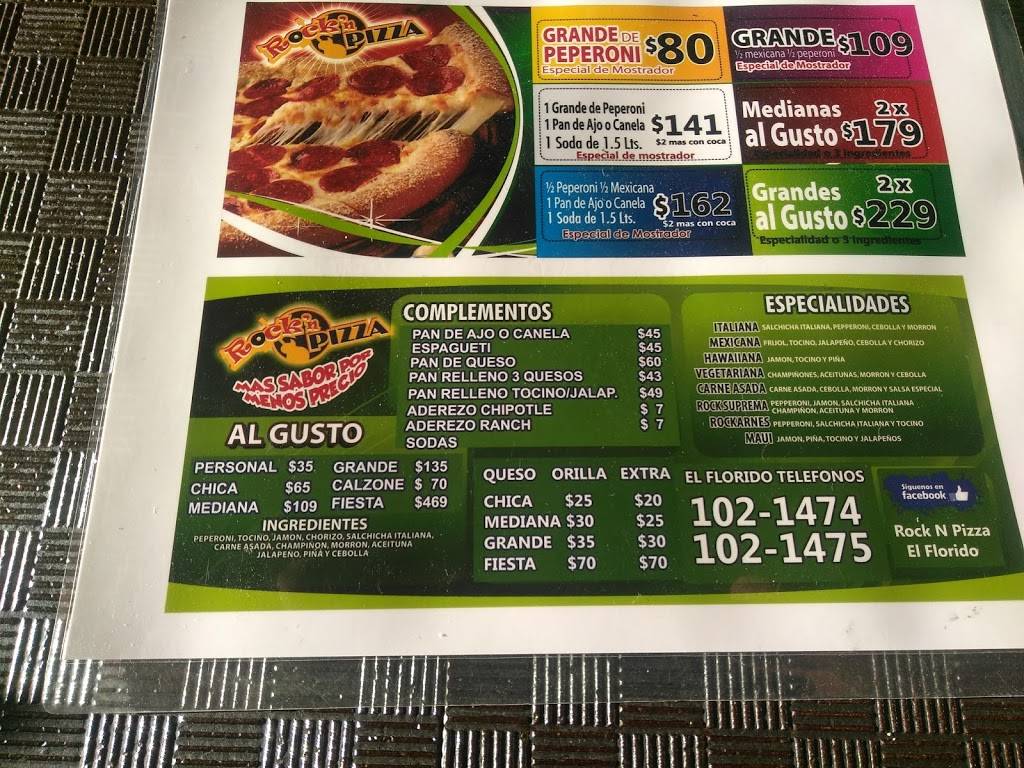 Rock'n PIZZA
GRANDE DE PEPERONI $80
Especial de Mostrador
GRANDE $109
½ mexicana ½ peperoni
Especial de Mostrador
1 Grande de Peperoni
1 Pan de Ajo o Canela $141
1 Soda de 1.5 Lts. $2 mas con coca
Especial de mostrador
Medianas 2 x
al Gusto $179
Especialidad o 3 Ingredientes
½ Peperoni ½ Mexicana
1 Pan de Ajo o Canela $162
1 Soda de 1.5 Lts. $2 mas con coca
Especial de Mostrador
Grandes 2 x
al Gusto $229
Especialidad o 3 Ingredientes
Rock'n PIZZA
MAS SABOR POR
MENOS PRECIO
COMPLEMENTOS
PAN DE AJO O CANELA $45
ESPAGUETI $45
PAN DE QUESO $60
PAN RELLENO 3 QUESOS $43
PAN RELLENO TOCINO/JALAP. $49
ADEREZO CHIPOTLE $ 7
ADEREZO RANCH $ 7
SODAS
ESPECIALIDADES
ITALIANA SALCHICHA ITALIANA, PEPPERONI, CEBOLLA Y MORRON
MEXICANA FRIJOL, TOCINO, JALAPEÑO, CEBOLLA Y CHORIZO
HAWAIIANA JAMON, TOCINO Y PIÑA
VEGETARIANA CHAMPIÑONES, ACEITUNAS, MORRON Y CEBOLLA
CARNE ASADA CARNE ASADA, CEBOLLA, MORRON Y SALSA ESPECIAL
ROCK SUPREMA PEPPERONI, JAMON, SALCHICHA ITALIANA
CHAMPIÑON, ACEITUNA Y MORRON
ROCKARNES PEPPERONI, SALCHICHA ITALIANA Y TOCINO
MAUI JAMON, PIÑA, TOCINO Y JALAPEÑOS
AL GUSTO
PERSONAL $35 GRANDE $135
CHICA $65 CALZONE $ 70
MEDIANA $109 FIESTA $469
INGREDIENTES
PEPERONI, TOCINO, JAMON, CHORIZO, SALCHICHA ITALIANA,
CARNE ASADA, CHAMPIÑON, MORRON, ACEITUNA
JALAPEÑO, PIÑA Y CEBOLLA
QUESO ORILLA EXTRA
CHICA $25 $20
MEDIANA $30 $25
GRANDE $35 $30
FIESTA $70 $70
EL FLORIDO TELEFONOS
102-1474
102-1475
Siguenos en
facebook
Rock N Pizza
El Florido